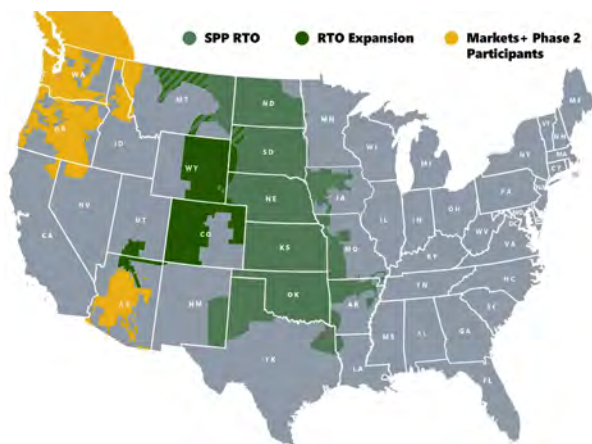 SPP RTO
RTO Expansion
Markets+ Phase 2
Participants
WA
MT
ND
MN
ME
OR
ID
WY
SD
WI
MI
NY
VT
NH
MA
CT
NV
UT
CO
NE
IA
IL
IN
OH
PA
CA
KS
MO
KY
WV
VA
AZ
NM
OK
AR
TN
NC
SC
TX
LA
MS
AL
GA
FL